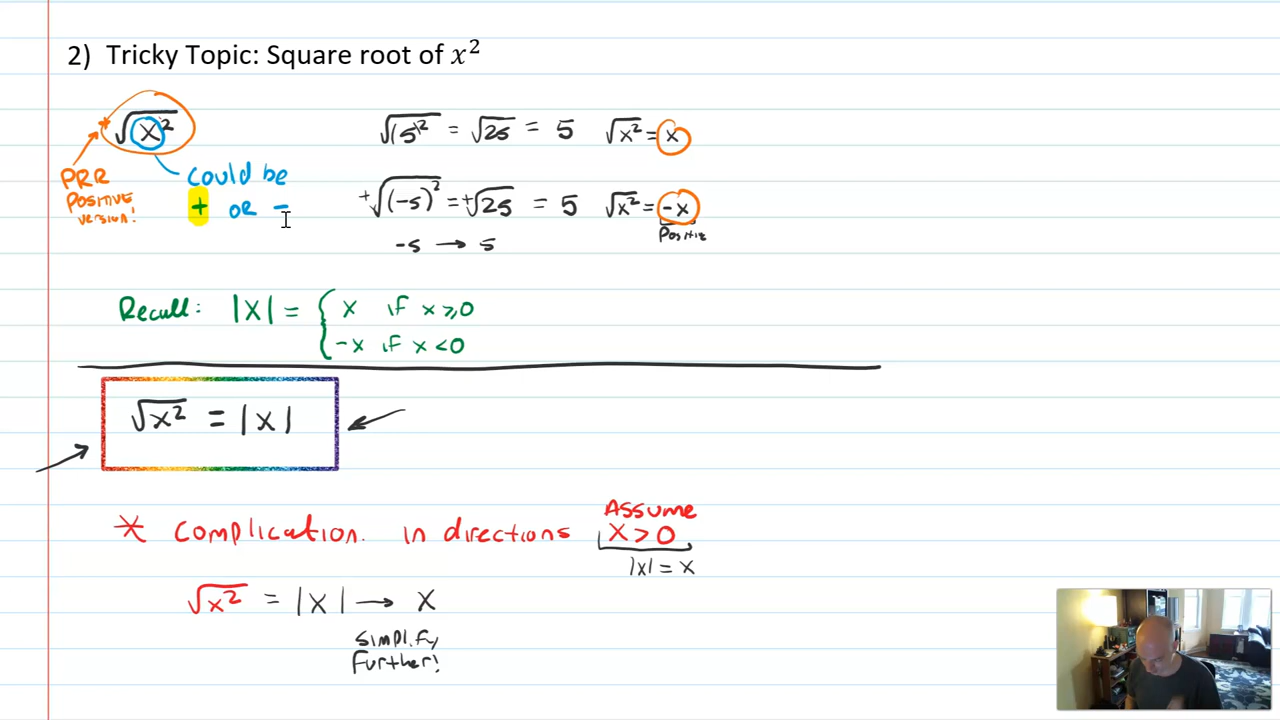 2) Tricky Topic: Square root of x²
√x²
could be
+ OR -
PRR
POSITIVE
version!
√(5)² = √25 = 5 √x² = x
+√(-5)² = +√25 = 5 √x² = -x
Positive
-5 → 5
Recall: |X| = { x if x ≥ 0
-x if x < 0
√x² = |x|
* Complication. in directions Assume x > 0
|x| = x
√x² = |x| → x
Simplify
Further!